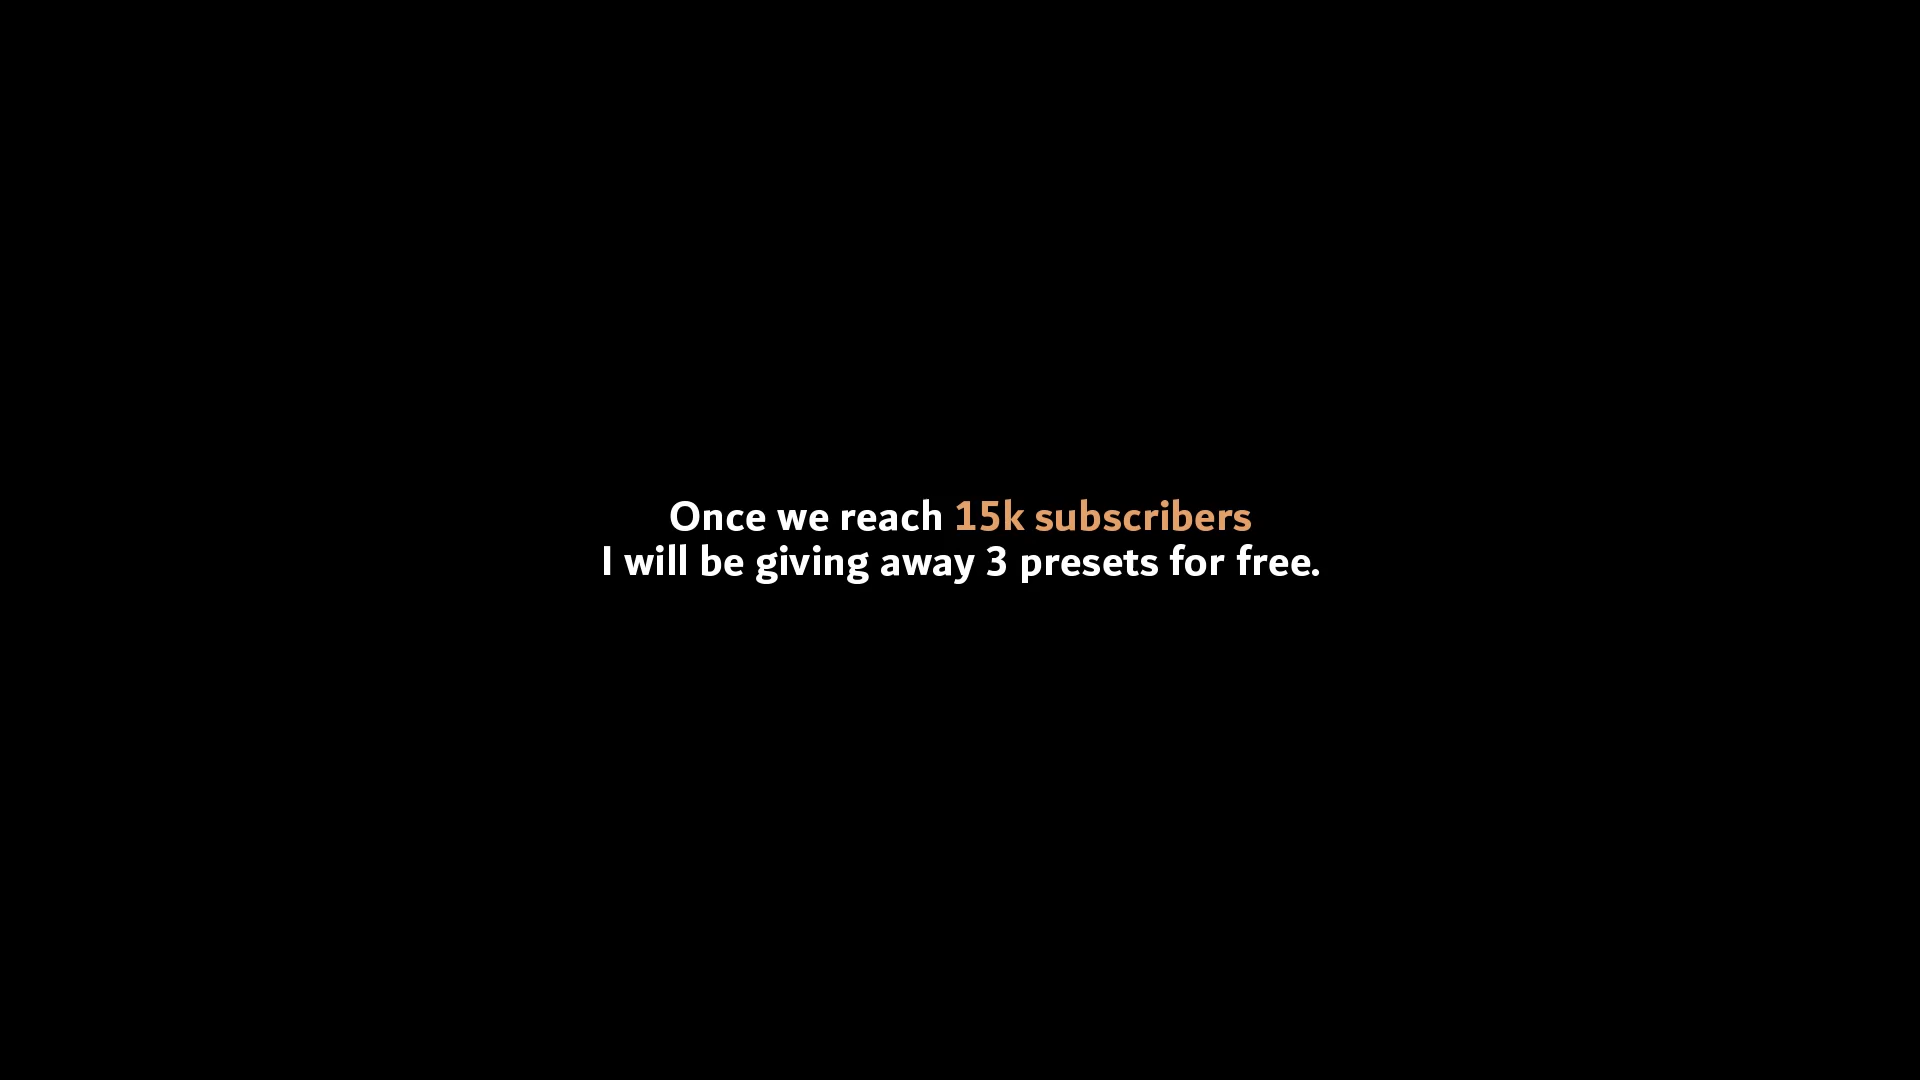 Once we reach 15k subscribers
I will be giving away 3 presets for free.